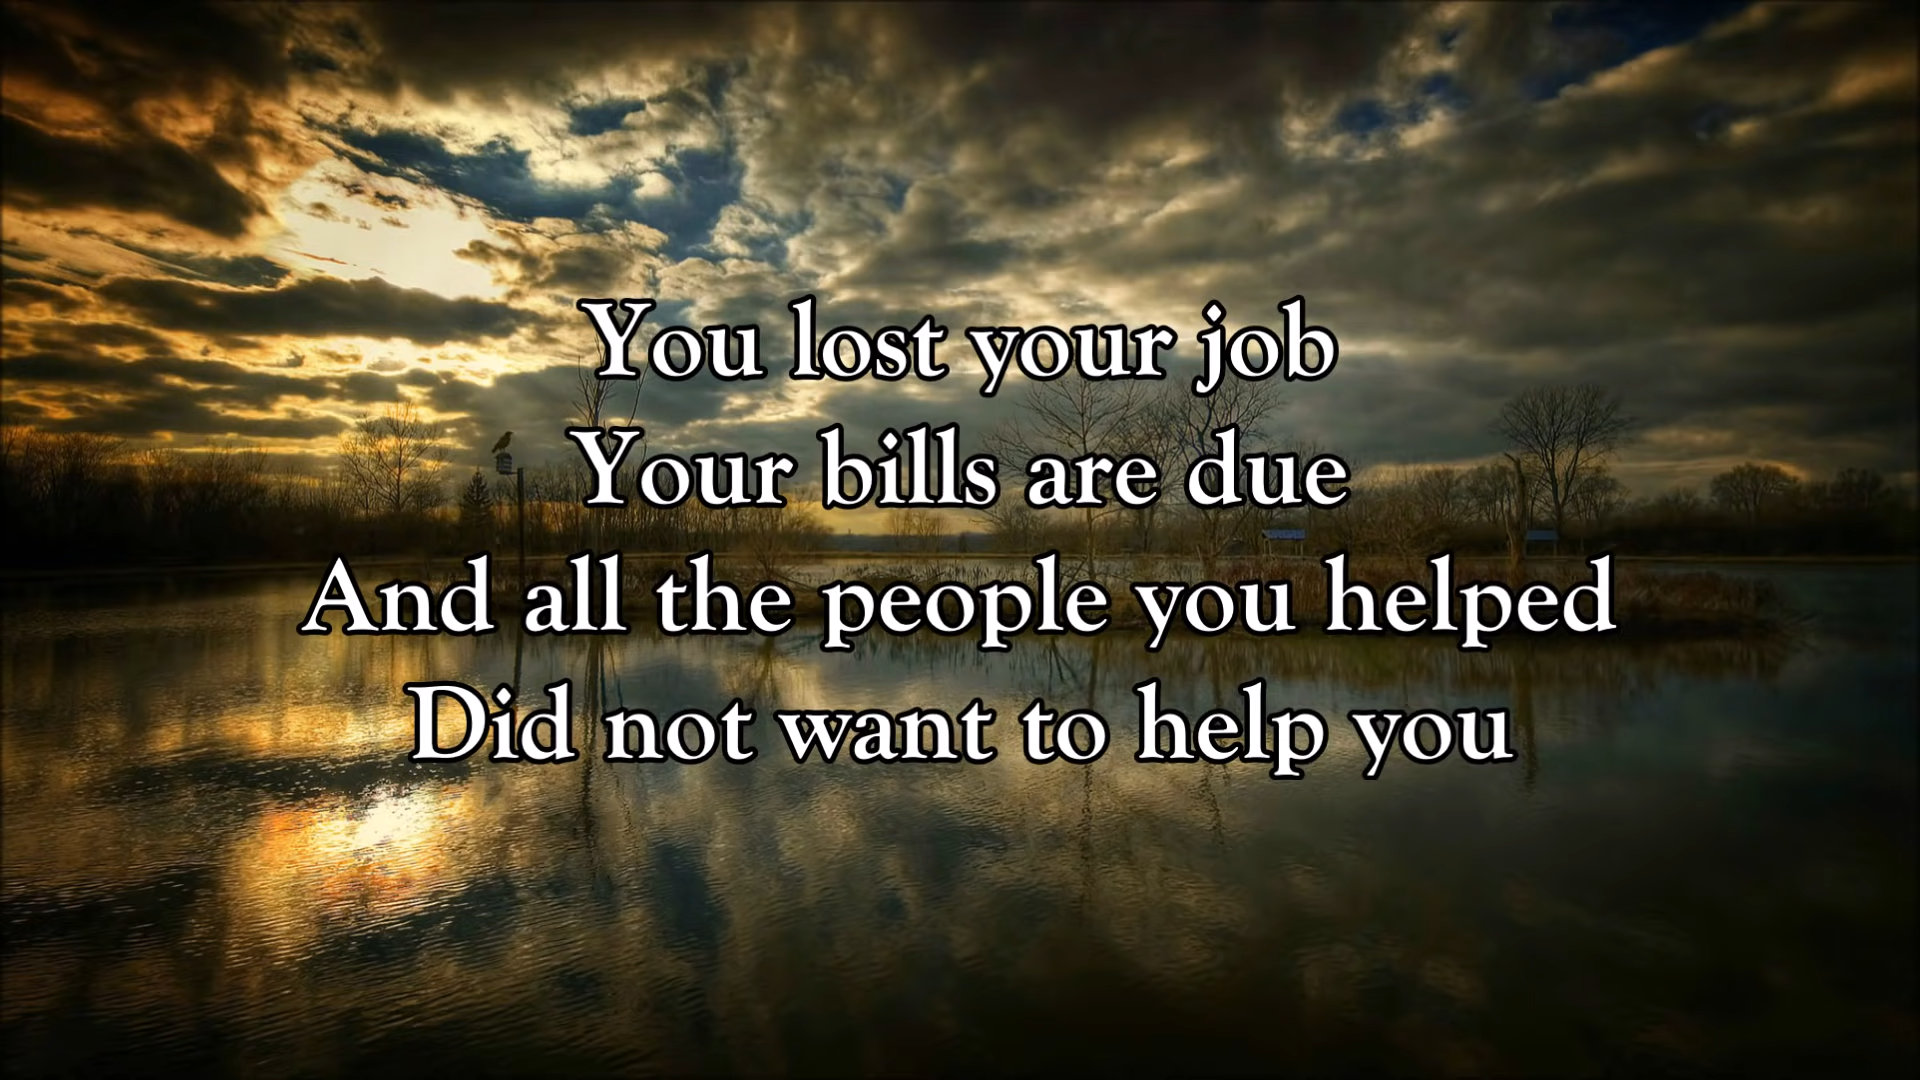 You lost your job
Your bills are due
And all the people you helped
Did not want to help you